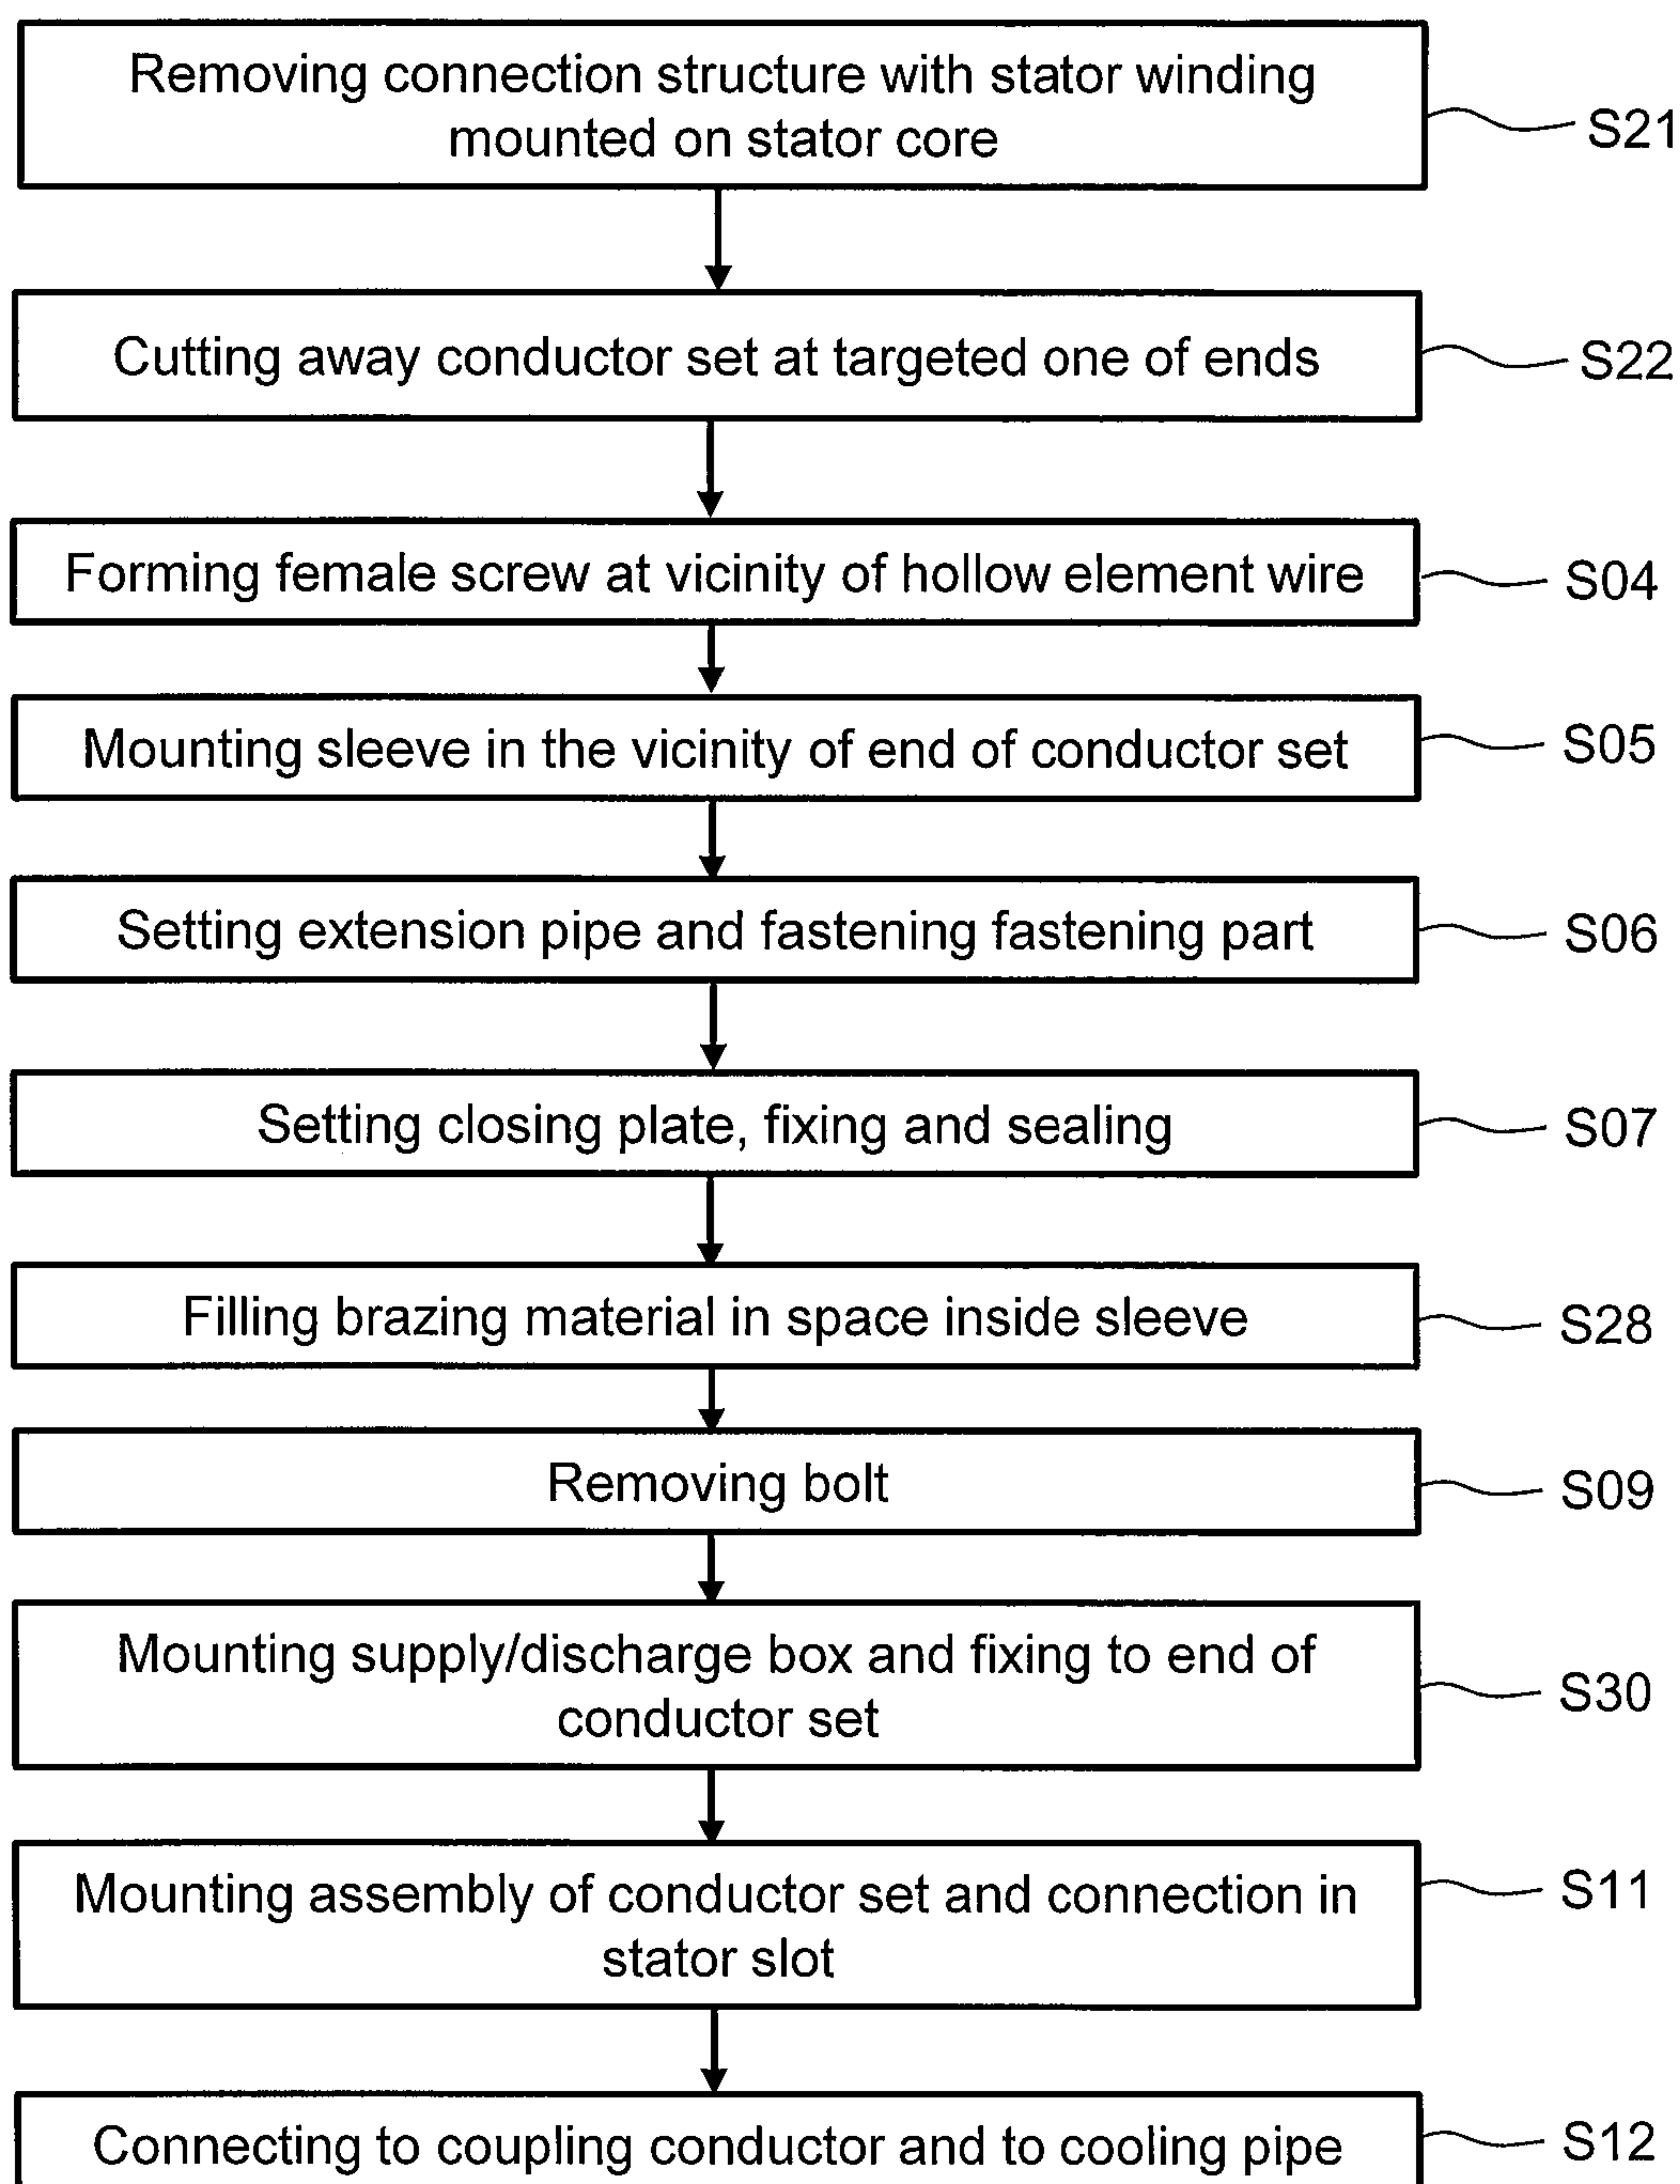 Removing connection structure with stator winding
mounted on stator core
S21
Cutting away conductor set at targeted one of ends
S22
Forming female screw at vicinity of hollow element wire
S04
Mounting sleeve in the vicinity of end of conductor set
S05
Setting extension pipe and fastening fastening part
S06
Setting closing plate, fixing and sealing
S07
Filling brazing material in space inside sleeve
S28
Removing bolt
S09
Mounting supply/discharge box and fixing to end of
conductor set
S30
Mounting assembly of conductor set and connection in
stator slot
S11
Connecting to coupling conductor and to cooling pipe
S12